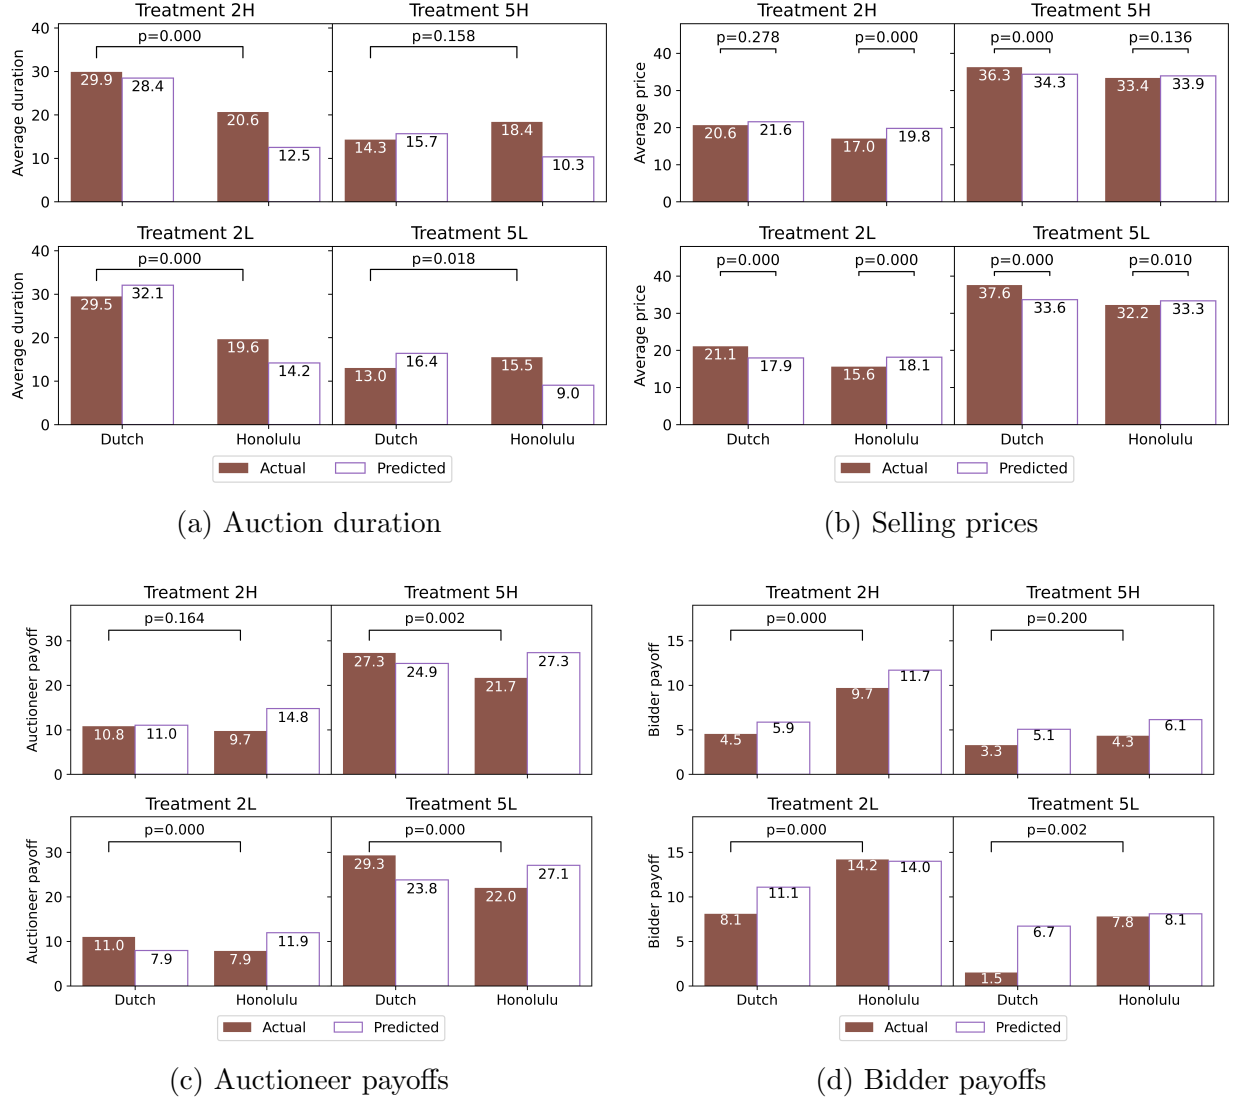 Treatment 2H
Treatment 5H
Average duration
40
30
20
10
0
p=0.000
29.9
28.4
20.6
12.5
p=0.158
14.3
15.7
18.4
10.3
Treatment 2L
Treatment 5L
Average duration
40
30
20
10
0
p=0.000
29.5
32.1
19.6
14.2
p=0.018
13.0
16.4
15.5
9.0
Dutch
Honolulu
Dutch
Honolulu
Actual
Predicted
(a) Auction duration
Treatment 2H
Treatment 5H
Average price
40
30
20
10
0
p=0.278
p=0.000
20.6
21.6
17.0
19.8
p=0.000
p=0.136
36.3
34.3
33.4
33.9
Treatment 2L
Treatment 5L
Average price
40
30
20
10
0
p=0.000
p=0.000
21.1
17.9
15.6
18.1
p=0.000
p=0.010
37.6
33.6
32.2
33.3
Dutch
Honolulu
Dutch
Honolulu
Actual
Predicted
(b) Selling prices
Treatment 2H
Treatment 5H
Auctioneer payoff
30
20
10
0
p=0.164
10.8
11.0
9.7
14.8
p=0.002
27.3
24.9
21.7
27.3
Treatment 2L
Treatment 5L
Auctioneer payoff
30
20
10
0
p=0.000
11.0
7.9
7.9
11.9
p=0.000
29.3
23.8
22.0
27.1
Dutch
Honolulu
Dutch
Honolulu
Actual
Predicted
(c) Auctioneer payoffs
Treatment 2H
Treatment 5H
Bidder payoff
15
10
5
0
p=0.000
4.5
5.9
9.7
11.7
p=0.200
3.3
5.1
4.3
6.1
Treatment 2L
Treatment 5L
Bidder payoff
15
10
5
0
p=0.000
8.1
11.1
14.2
14.0
p=0.002
1.5
6.7
7.8
8.1
Dutch
Honolulu
Dutch
Honolulu
Actual
Predicted
(d) Bidder payoffs